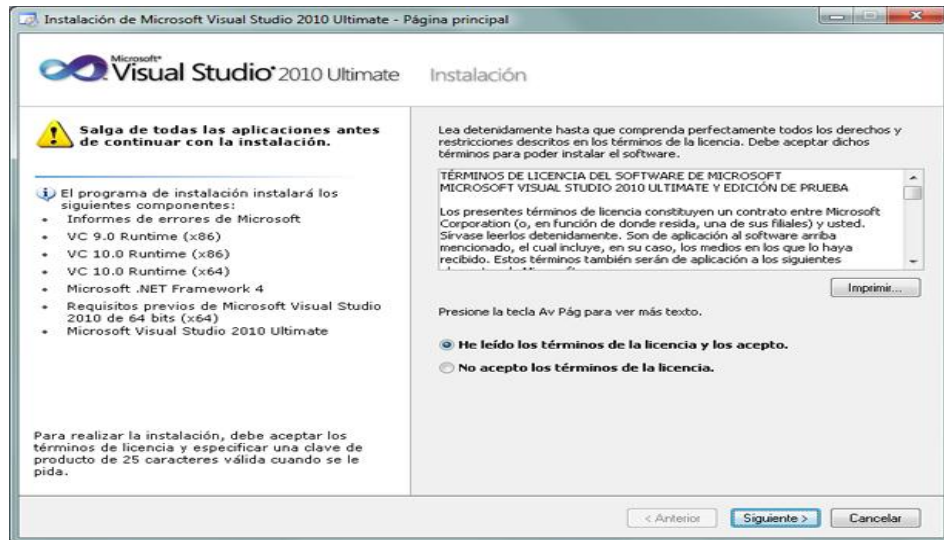 Instalación de Microsoft Visual Studio 2010 Ultimate - Página principal
Microsoft
Visual Studio 2010 Ultimate
Instalación
Salga de todas las aplicaciones antes
de continuar con la instalación.
El programa de instalación instalará los
siguientes componentes:
• Informes de errores de Microsoft
• VC 9.0 Runtime (x86)
• VC 10.0 Runtime (x86)
• VC 10.0 Runtime (x64)
• Microsoft .NET Framework 4
• Requisitos previos de Microsoft Visual Studio
2010 de 64 bits (x64)
• Microsoft Visual Studio 2010 Ultimate
Para realizar la instalación, debe aceptar los
términos de licencia y especificar una clave de
producto de 25 caracteres válida cuando se le
pida.
Lea detenidamente hasta que comprenda perfectamente todos los derechos y
restricciones descritos en los términos de la licencia. Debe aceptar dichos
términos para poder instalar el software.
TÉRMINOS DE LICENCIA DEL SOFTWARE DE MICROSOFT
MICROSOFT VISUAL STUDIO 2010 ULTIMATE Y EDICIÓN DE PRUEBA
Los presentes términos de licencia constituyen un contrato entre Microsoft
Corporation (o, en función de donde resida, una de sus filiales) y usted.
Sírvase leerlos detenidamente. Son de aplicación al software arriba
mencionado, el cual incluye, en su caso, los medios en los que lo haya
recibido. Estos términos también serán de aplicación a los siguientes
Imprimir...
Presione la tecla Av Pág para ver más texto.
He leído los términos de la licencia y los acepto.
No acepto los términos de la licencia.
< Anterior
Siguiente >
Cancelar